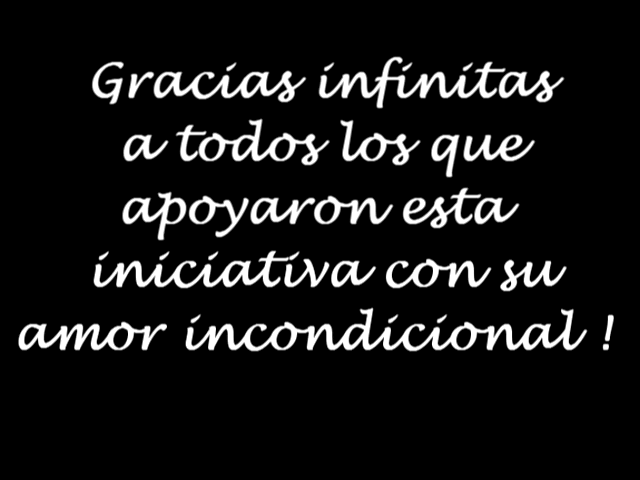 Gracias infinitas
a todos los que
apoyaron esta
iniciativa con su
amor incondicional !